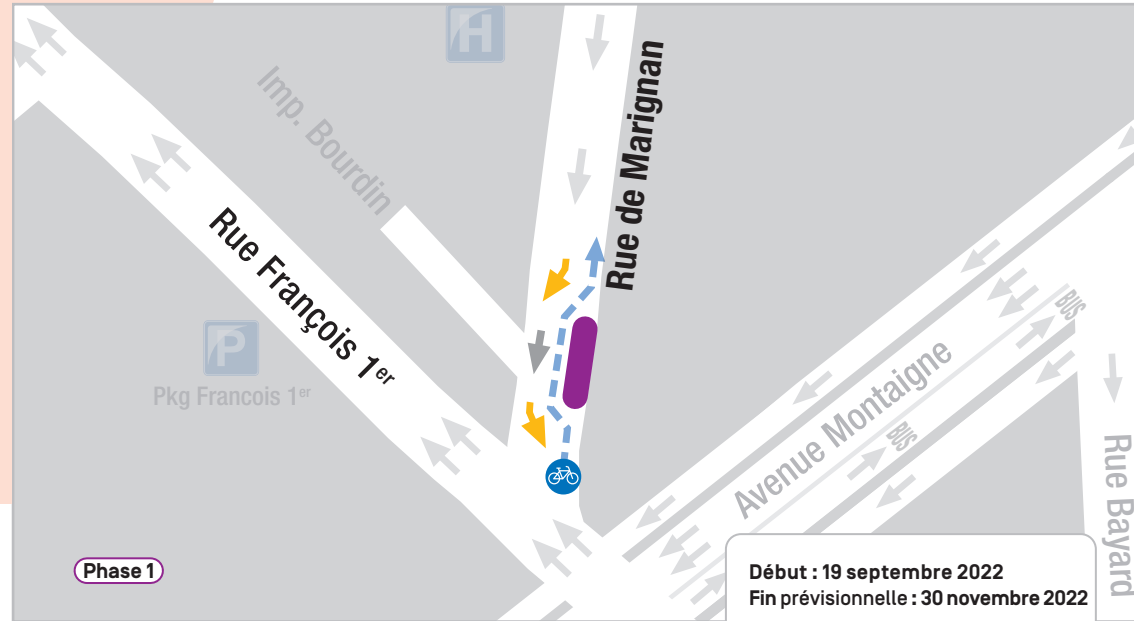 H
Imp. Bourdin
Rue de Marignan
Rue François 1er
P
Pkg Francois 1er
BUS
Avenue Montaigne
BUS
Rue Bayard
Phase 1
Début : 19 septembre 2022
Fin prévisionnelle : 30 novembre 2022